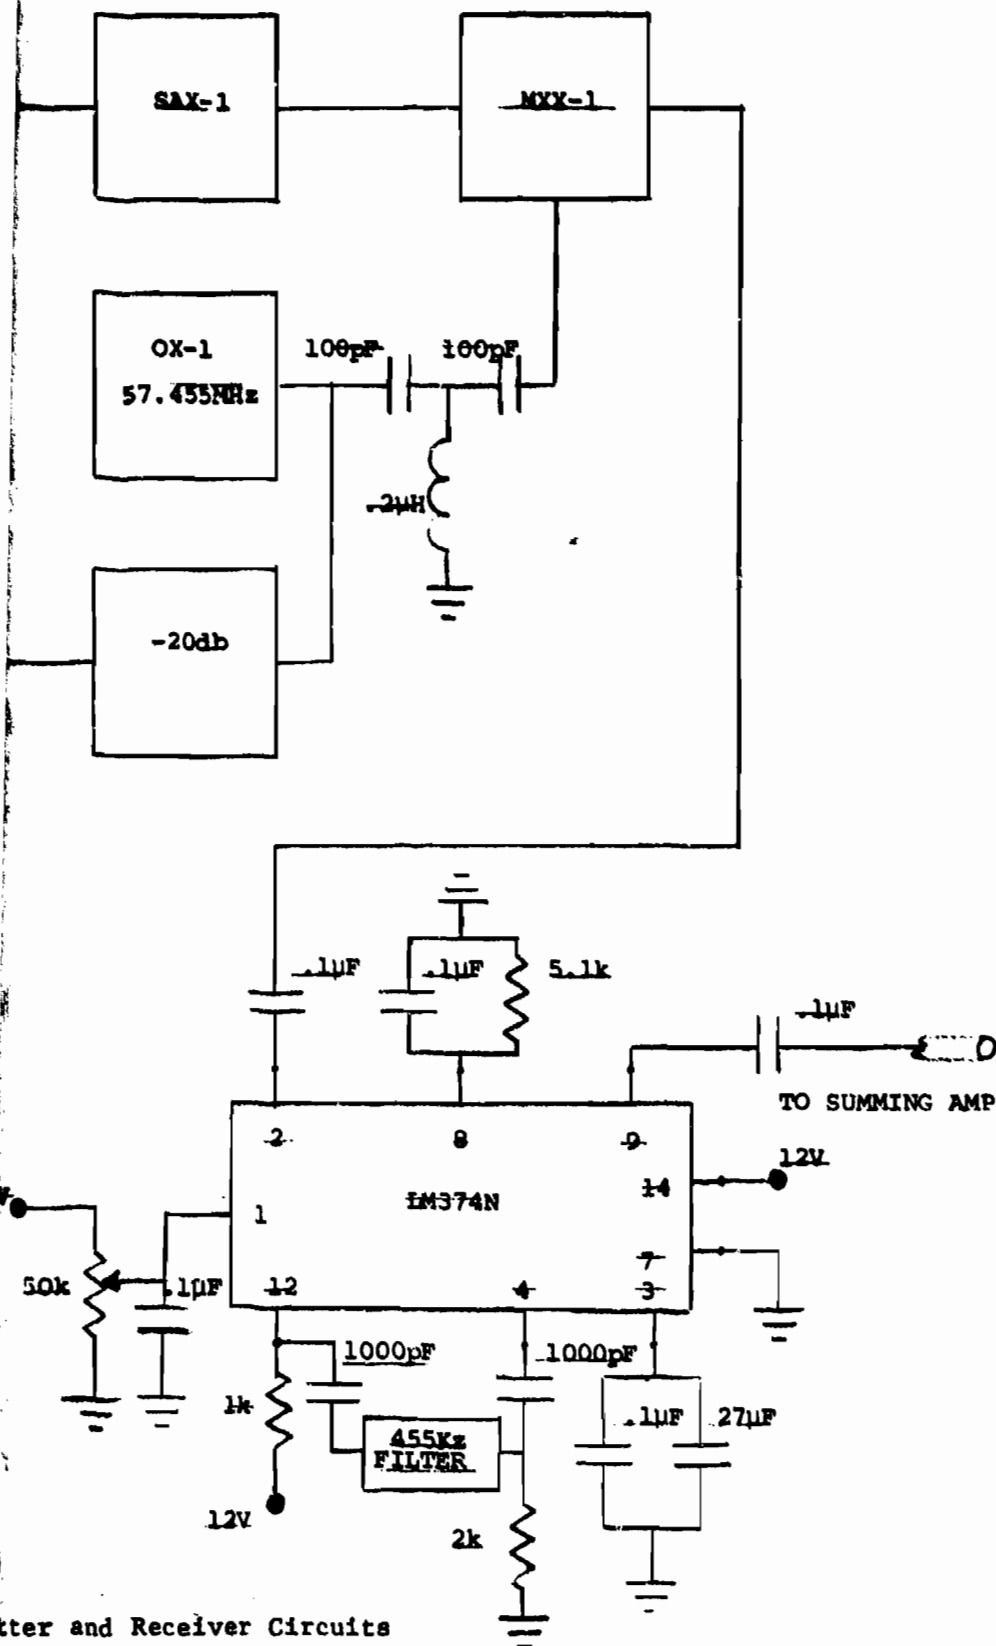 SAX-1
MXX-1
OX-1
57.455MHz
100pF
100pF
.2µH
-20db
.1µF
.1µF
5.1k
.1µF
TO SUMMING AMP
2
8
9
12V
14
LM374N
1
7
50k
.1µF
12
4
3
1000pF
1000pF
1k
.1µF
27µF
455Kz
FILTER
12V
2k
tter and Receiver Circuits